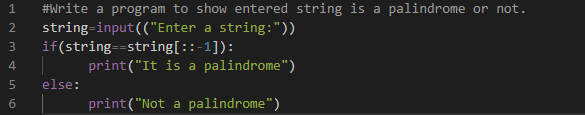 1 #Write a program to show entered string is a palindrome or not.
2 string=input(("Enter a string:"))
3 if(string==string[::-1]):
4 print("It is a palindrome")
5 else:
6 print("Not a palindrome")